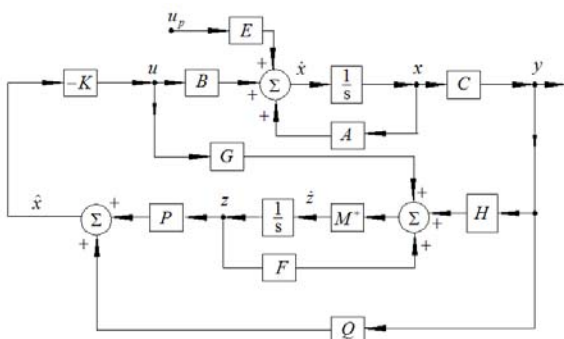 u_p
E
−K
u
B
Σ
ẋ
1/s
x
C
y
+
+
+
A
G
x̂
Σ
P
z
ż
1/s
M⁺
Σ
H
+
+
+
+
+
F
Q